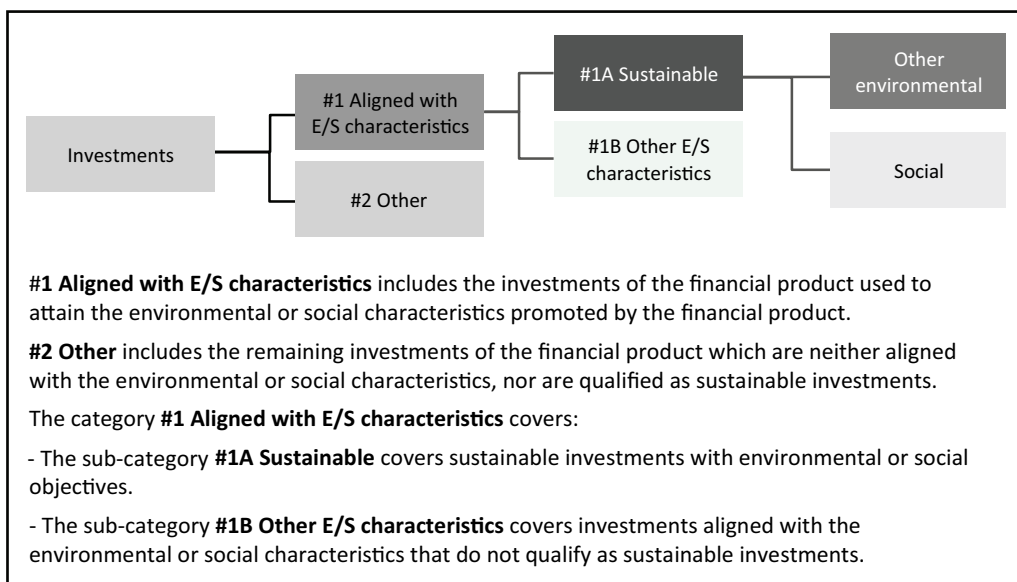 Investments
#1 Aligned with
E/S characteristics
#2 Other
#1A Sustainable
#1B Other E/S
characteristics
Other
environmental
Social
#1 Aligned with E/S characteristics includes the investments of the financial product used to
attain the environmental or social characteristics promoted by the financial product.
#2 Other includes the remaining investments of the financial product which are neither aligned
with the environmental or social characteristics, nor are qualified as sustainable investments.
The category #1 Aligned with E/S characteristics covers:
- The sub-category #1A Sustainable covers sustainable investments with environmental or social
objectives.
- The sub-category #1B Other E/S characteristics covers investments aligned with the
environmental or social characteristics that do not qualify as sustainable investments.